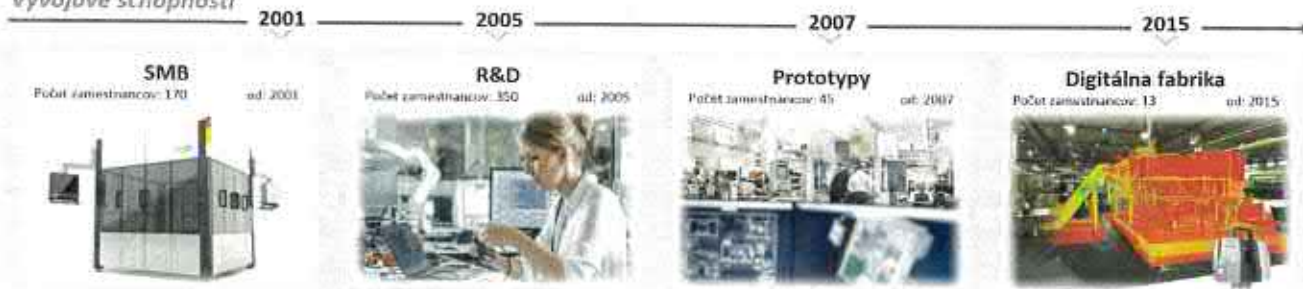 Vývojové schopnosti
2001 2005 2007 2015
SMB R&D Prototypy Digitálna fabrika
Počet zamestnancov: 170 od: 2001 Počet zamestnancov: 350 od: 2005 Počet zamestnancov: 45 od: 2007 Počet zamestnancov: 13 od: 2015